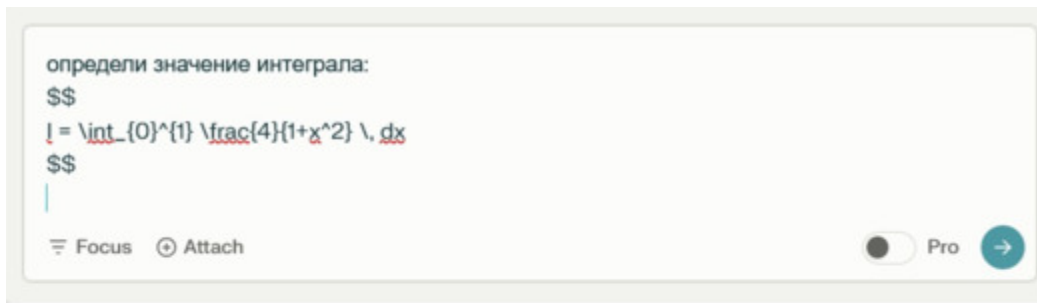 определи значение интеграла:
$$
I = \int_{0}^{1} \frac{4}{1+x^2} \, dx
$$
Focus Attach Pro